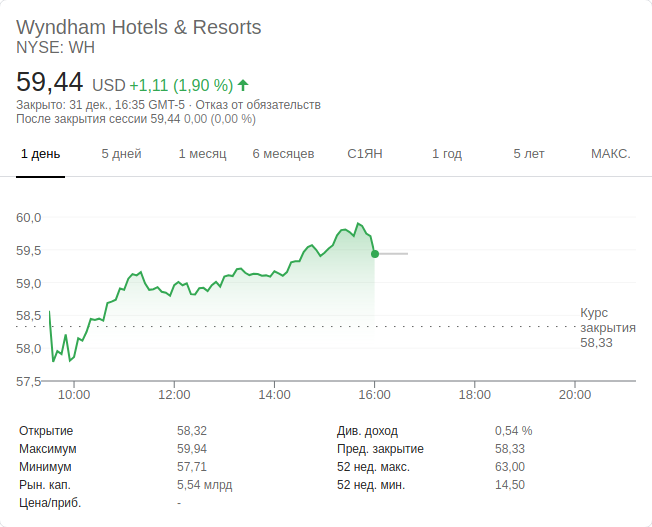 Wyndham Hotels & Resorts
NYSE: WH
59,44 USD +1,11 (1,90 %)
Закрыто: 31 дек., 16:35 GMT-5 · Отказ от обязательств
После закрытия сессии 59,44 0,00 (0,00 %)
1 день 5 дней 1 месяц 6 месяцев С1ЯН 1 год 5 лет МАКС.
60,0
59,5
59,0
58,5
58,0
57,5
Курс
закрытия
58,33
10:00 12:00 14:00 16:00 18:00 20:00
Открытие 58,32 Див. доход 0,54 %
Максимум 59,94 Пред. закрытие 58,33
Минимум 57,71 52 нед. макс. 63,00
Рын. кап. 5,54 млрд 52 нед. мин. 14,50
Цена/приб. -